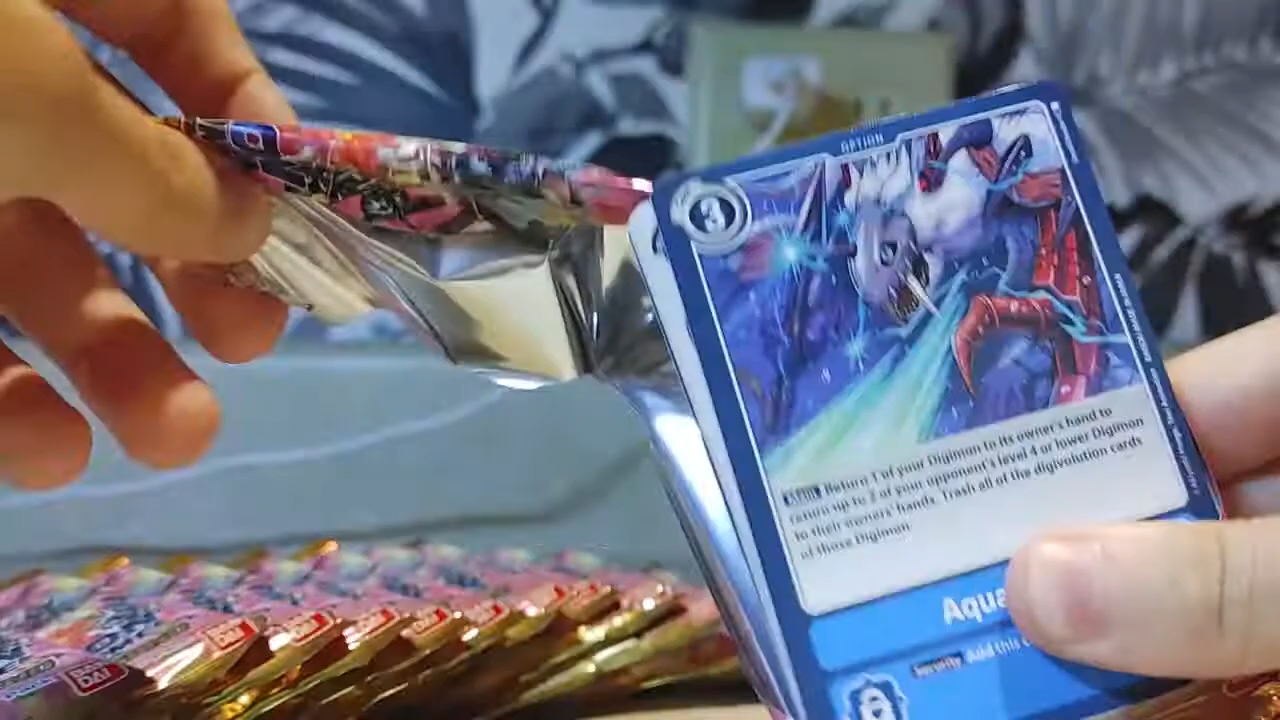 OPTION
3
Main Return 1 of your Digimon to its owner's hand to
return up to 2 of your opponent's level 4 or lower Digimon
to their owners' hands. Trash all of the digivolution cards
of those Digimon.
Aqua
Security Add this
BAN
DAI